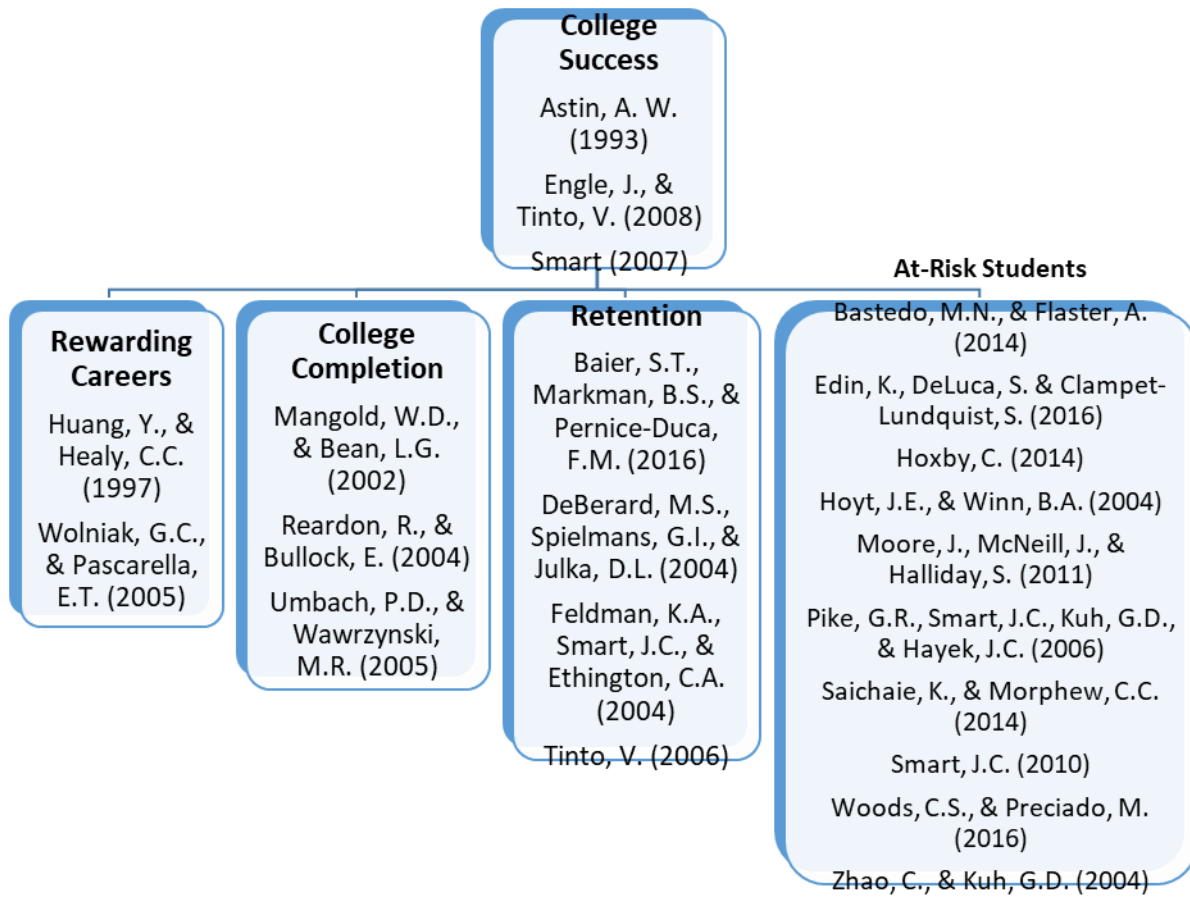 College
Success
Astin, A. W.
(1993)
Engle, J., &
Tinto, V. (2008)
Smart (2007)
Rewarding
Careers
Huang, Y., &
Healy, C.C.
(1997)
Wolniak, G.C.,
& Pascarella,
E.T. (2005)
College
Completion
Mangold, W.D.,
& Bean, L.G.
(2002)
Reardon, R., &
Bullock, E. (2004)
Umbach, P.D., &
Wawrzynski,
M.R. (2005)
Retention
Baier, S.T.,
Markman, B.S., &
Pernice-Duca,
F.M. (2016)
DeBerard, M.S.,
Spielmans, G.I., &
Julka, D.L. (2004)
Feldman, K.A.,
Smart, J.C., &
Ethington, C.A.
(2004)
Tinto, V. (2006)
At-Risk Students
Bastedo, M.N., & Flaster, A.
(2014)
Edin, K., DeLuca, S. & Clampet-
Lundquist, S. (2016)
Hoxby, C. (2014)
Hoyt, J.E., & Winn, B.A. (2004)
Moore, J., McNeill, J., &
Halliday, S. (2011)
Pike, G.R., Smart, J.C., Kuh, G.D.,
& Hayek, J.C. (2006)
Saichaie, K., & Morphew, C.C.
(2014)
Smart, J.C. (2010)
Woods, C.S., & Preciado, M.
(2016)
Zhao, C., & Kuh, G.D. (2004)